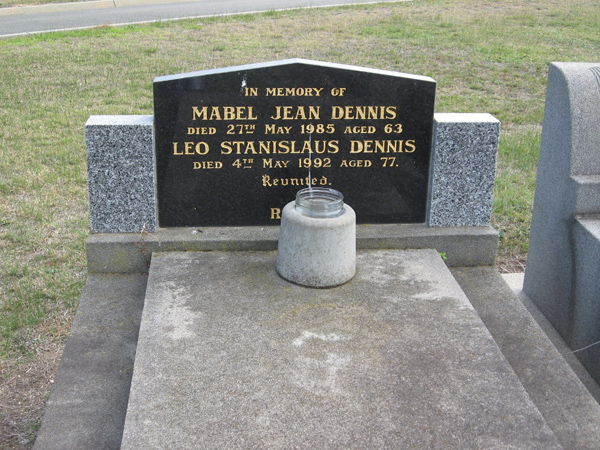 IN MEMORY OF
MABEL JEAN DENNIS
DIED 27TH MAY 1985 AGED 63
LEO STANISLAUS DENNIS
DIED 4TH MAY 1992 AGED 77.
Reunited.